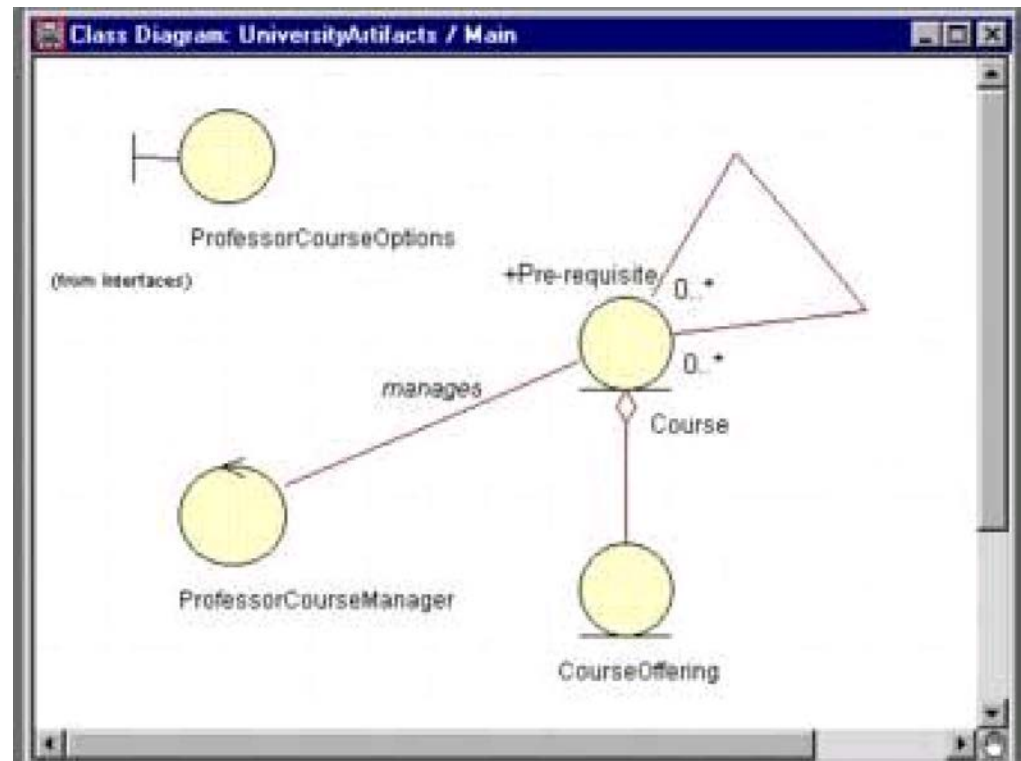 Class Diagram: UniversityArtifacts / Main
ProfessorCourseOptions
(from Interfaces)
+Pre-requisite
0..*
0..*
manages
Course
ProfessorCourseManager
CourseOffering